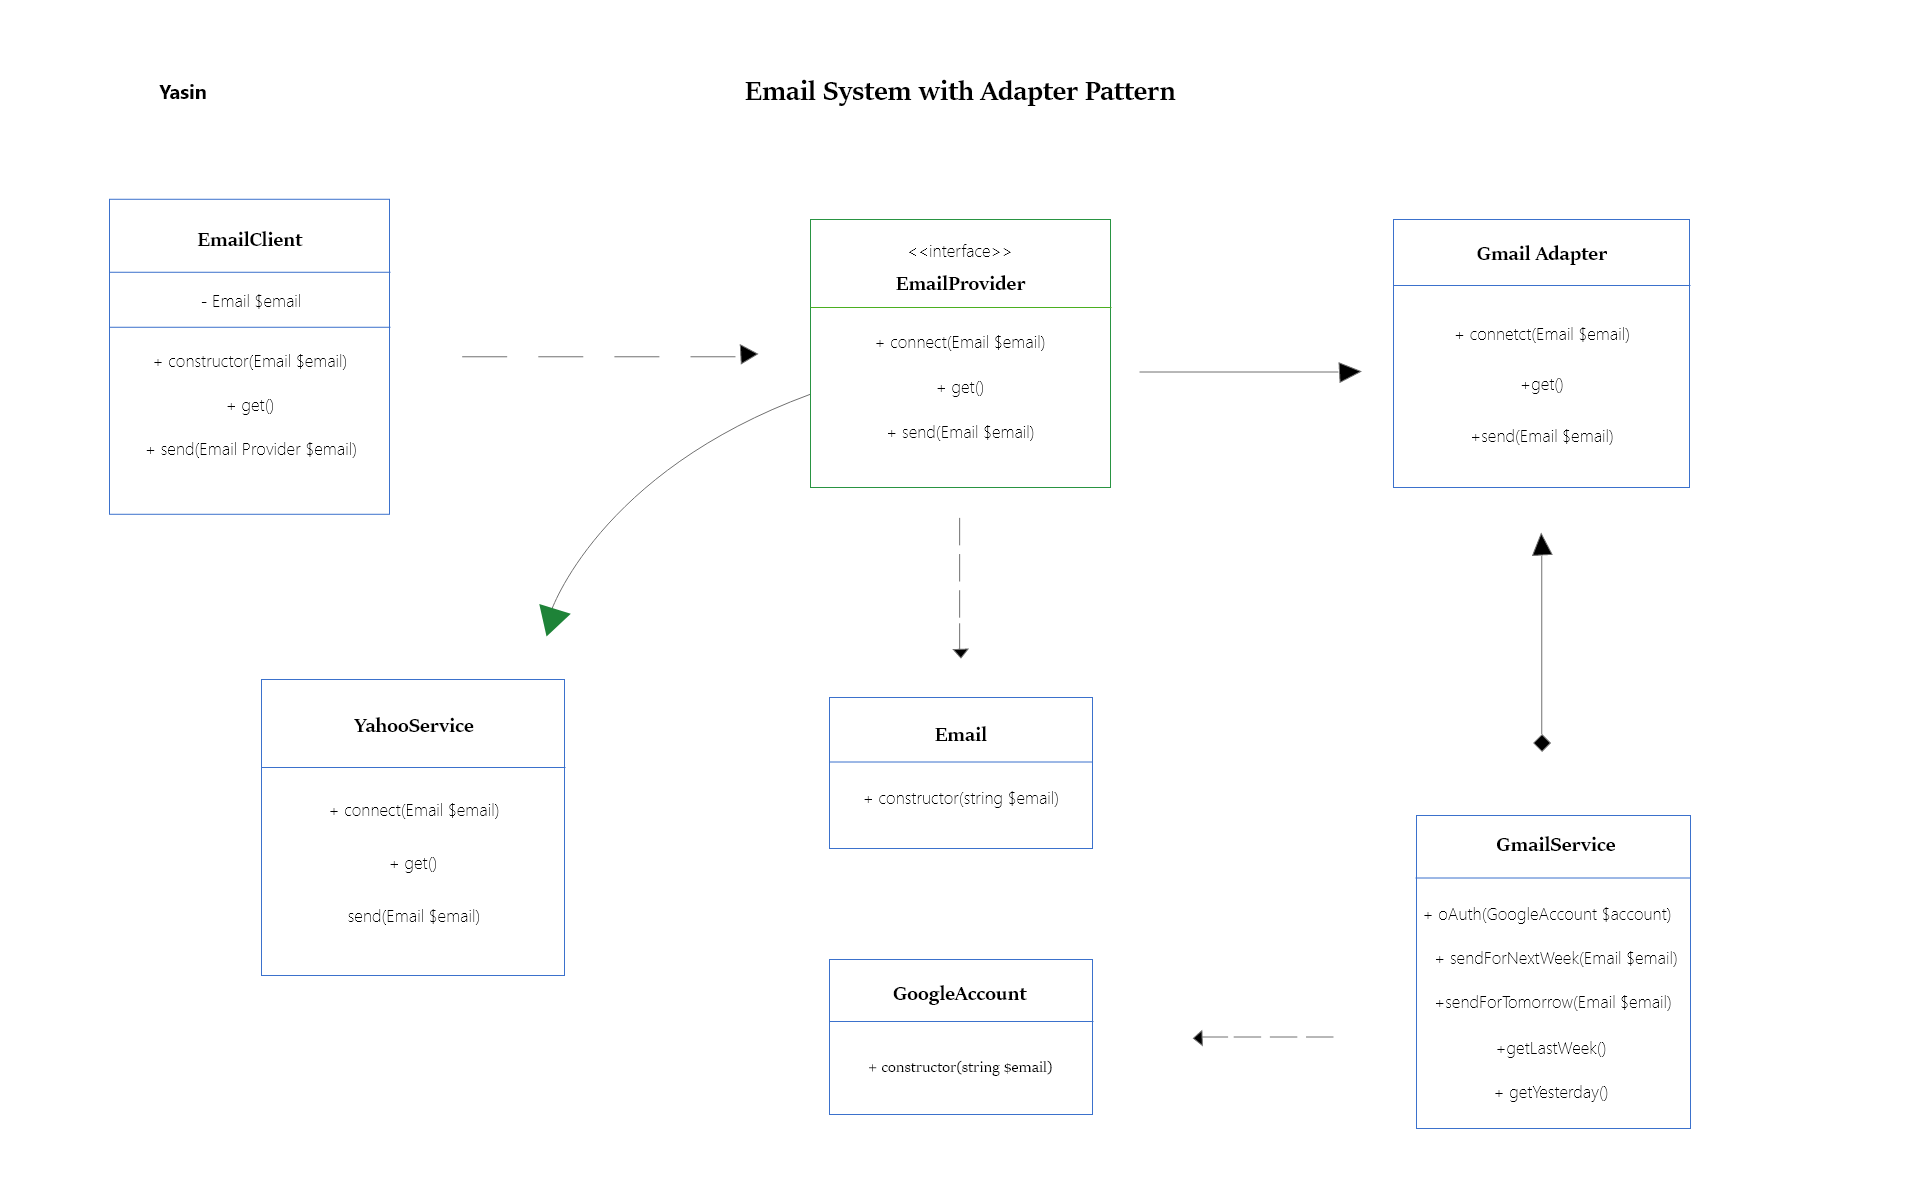 Yasin
Email System with Adapter Pattern
EmailClient
- Email $email
+ constructor(Email $email)
+ get()
+ send(Email Provider $email)
<<interface>>
EmailProvider
+ connect(Email $email)
+ get()
+ send(Email $email)
Gmail Adapter
+ connetct(Email $email)
+get()
+send(Email $email)
YahooService
+ connect(Email $email)
+ get()
send(Email $email)
Email
+ constructor(string $email)
GoogleAccount
+ constructor(string $email)
GmailService
+ oAuth(GoogleAccount $account)
+ sendForNextWeek(Email $email)
+sendForTomorrow(Email $email)
+getLastWeek()
+ getYesterday()